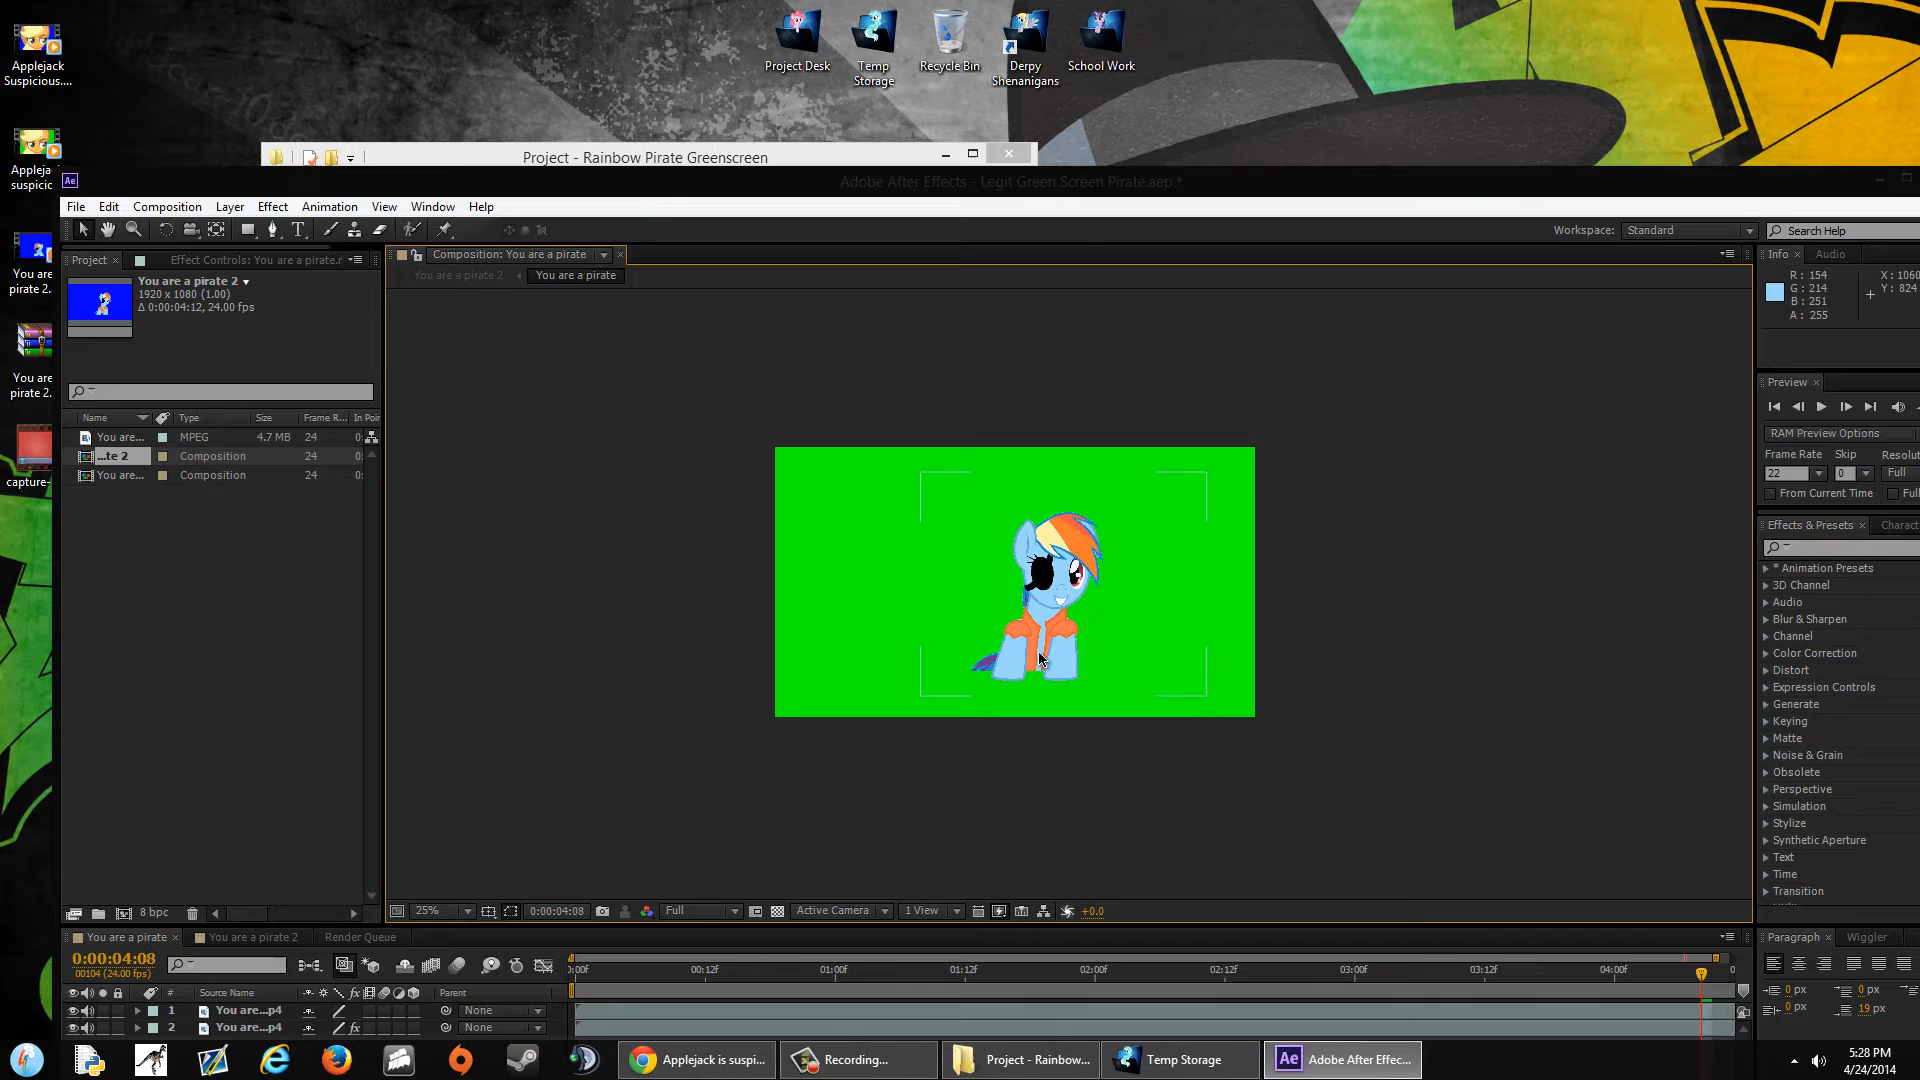 Applejack
Suspicious....
Project Desk
Temp
Storage
Recycle Bin
Derpy
Shenanigans
School Work
Appleja
suspicic
You are
pirate 2.
You are
pirate 2.
capture-
Project - Rainbow Pirate Greenscreen
Ae
Adobe After Effects - Legit Green Screen Pirate.aep *
File Edit Composition Layer Effect Animation View Window Help
Workspace: Standard
Search Help
Project
Effect Controls: You are a pirate.r
You are a pirate 2
1920 x 1080 (1.00)
Δ 0:00:04:12, 24.00 fps
Name Type Size Frame R... In Poir
You are... MPEG 4.7 MB 24 0:
...te 2 Composition 24 0:
You are... Composition 24 0:
8 bpc
Composition: You are a pirate
You are a pirate 2
You are a pirate
25%
0:00:04:08
Full
Active Camera
1 View
+0.0
Info Audio
R: 154
G: 214
B: 251
A: 255
X: 1060
Y: 824
Preview
RAM Preview Options
Frame Rate Skip Resolu
22 0 Full
From Current Time Full
Effects & Presets Charact
* Animation Presets
3D Channel
Audio
Blur & Sharpen
Channel
Color Correction
Distort
Expression Controls
Generate
Keying
Matte
Noise & Grain
Obsolete
Perspective
Simulation
Stylize
Synthetic Aperture
Text
Time
Transition
Paragraph Wiggler
0 px 0 px
0 px 19 px
You are a pirate
You are a pirate 2
Render Queue
0:00:04:08
00104 (24.00 fps)
:00f 00:12f 01:00f 01:12f 02:00f 02:12f 03:00f 03:12f 04:00f 0
# Source Name Parent
1 You are...p4 None
2 You are...p4 fx None
Applejack is suspi...
Recording...
Project - Rainbow...
Temp Storage
Ae Adobe After Effec...
5:28 PM
4/24/2014